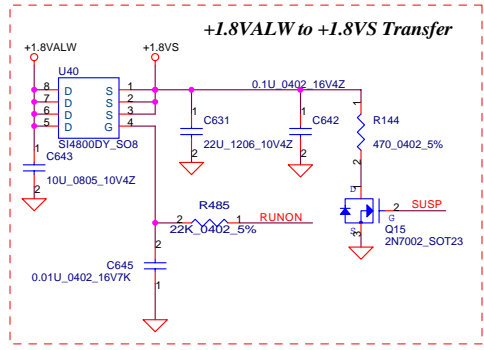 +1.8VALW to +1.8VS Transfer
+1.8VALW
+1.8VS
U40
8 D S 1
7 D S 2
6 D S 3
5 D G 4
SI4800DY_SO8
0.1U_0402_16V4Z
1
C643
2
10U_0805_10V4Z
1
C631
2
22U_1206_10V4Z
1
C642
2
1
R144
2
470_0402_5%
R485
2 1
22K_0402_5%
RUNON
D
1
2
SUSP
G
S
3
Q15
2N7002_SOT23
2
C645
1
0.01U_0402_16V7K